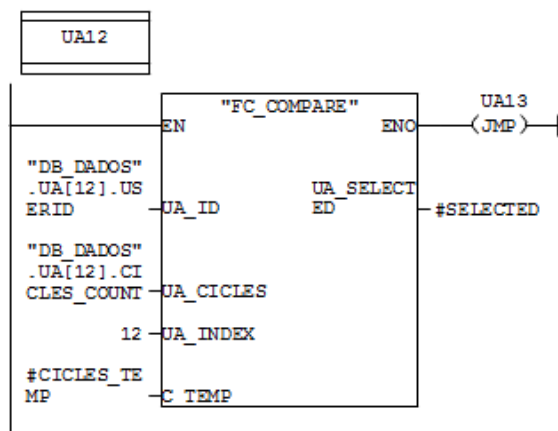 UA12
"FC_COMPARE"
UA13
EN
ENO
(JMP)
"DB_DADOS"
.UA[12].US
ERID
UA_ID
UA_SELECT
ED
#SELECTED
"DB_DADOS"
.UA[12].CI
CLES_COUNT
UA_CICLES
12
UA_INDEX
#CICLES_TE
MP
C_TEMP